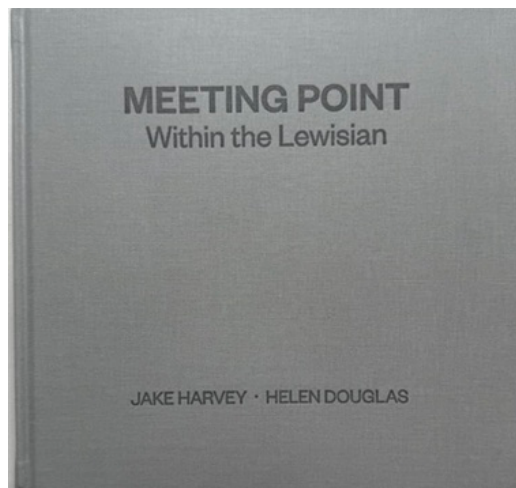 MEETING POINT
Within the Lewisian
JAKE HARVEY · HELEN DOUGLAS